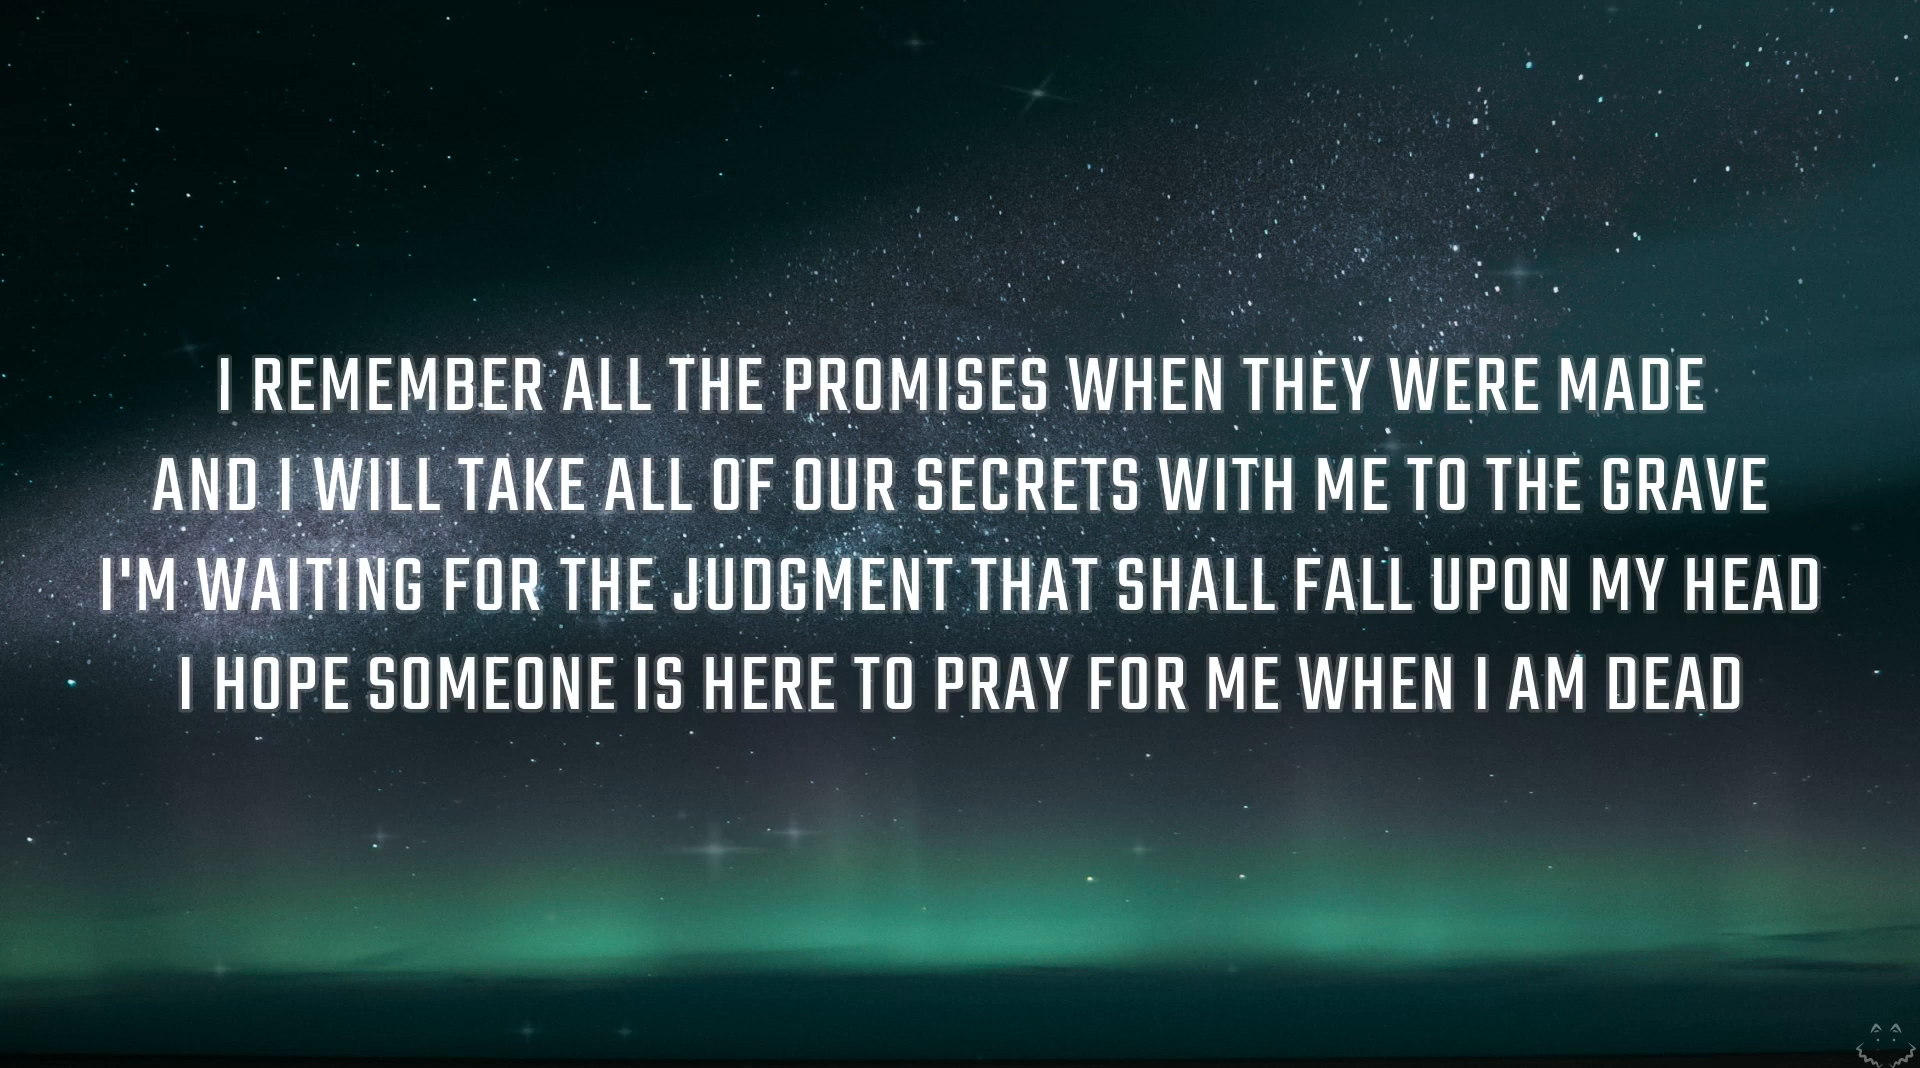 I REMEMBER ALL THE PROMISES WHEN THEY WERE MADE
AND I WILL TAKE ALL OF OUR SECRETS WITH ME TO THE GRAVE
I'M WAITING FOR THE JUDGMENT THAT SHALL FALL UPON MY HEAD
I HOPE SOMEONE IS HERE TO PRAY FOR ME WHEN I AM DEAD